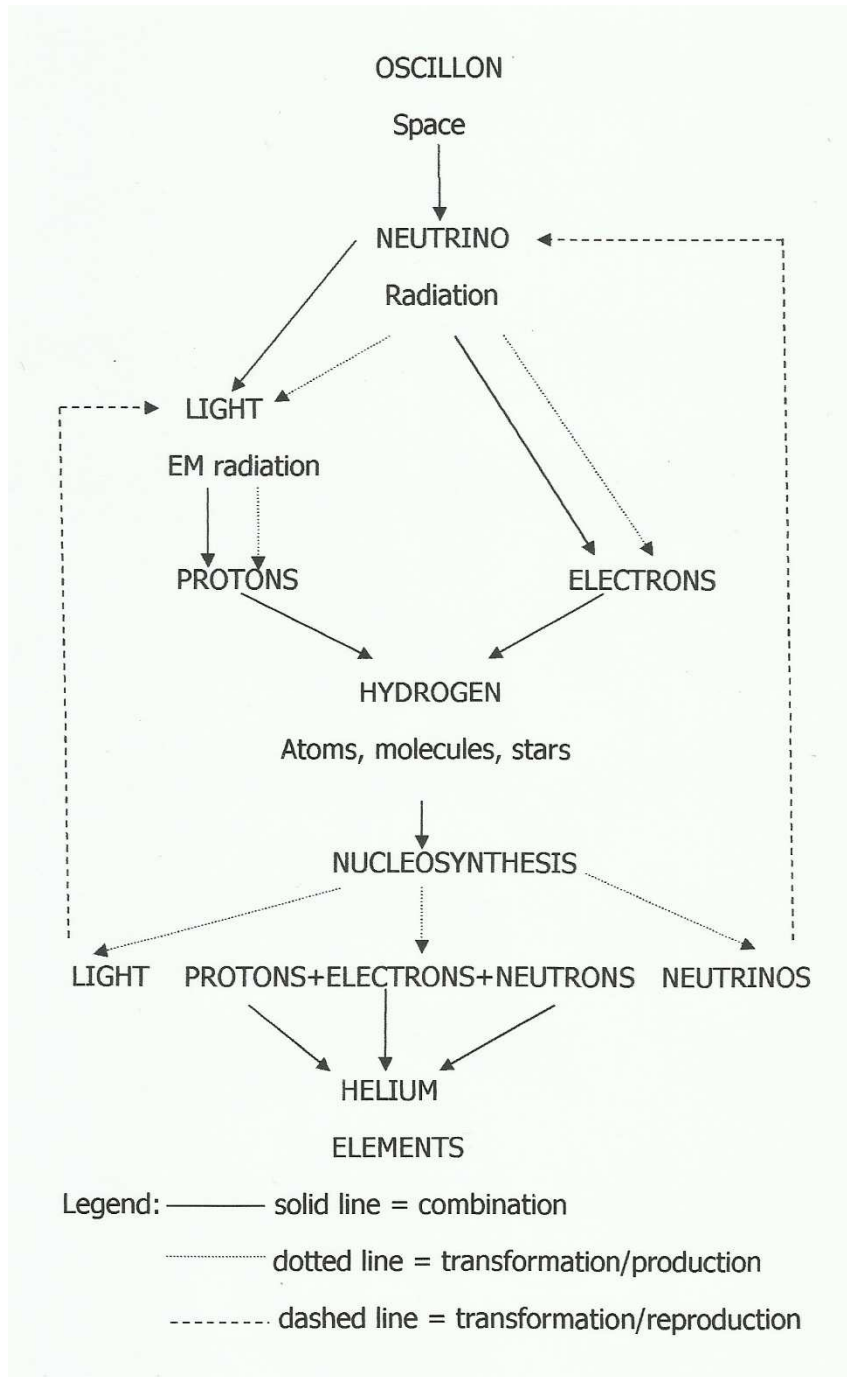 OSCILLON
Space
NEUTRINO
Radiation
LIGHT
EM radiation
PROTONS ELECTRONS
HYDROGEN
Atoms, molecules, stars
NUCLEOSYNTHESIS
LIGHT PROTONS+ELECTRONS+NEUTRONS NEUTRINOS
HELIUM
ELEMENTS
Legend: solid line = combination
dotted line = transformation/production
dashed line = transformation/reproduction